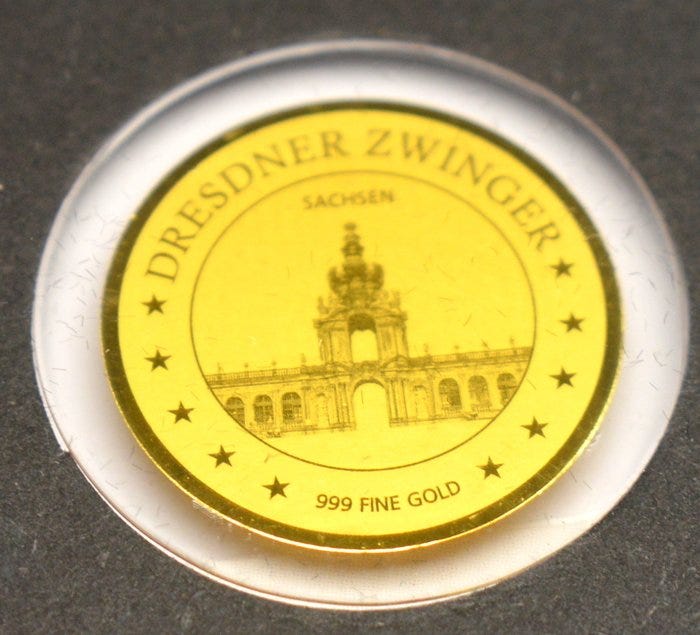 DRESDNER ZWINGER
SACHSEN
999 FINE GOLD